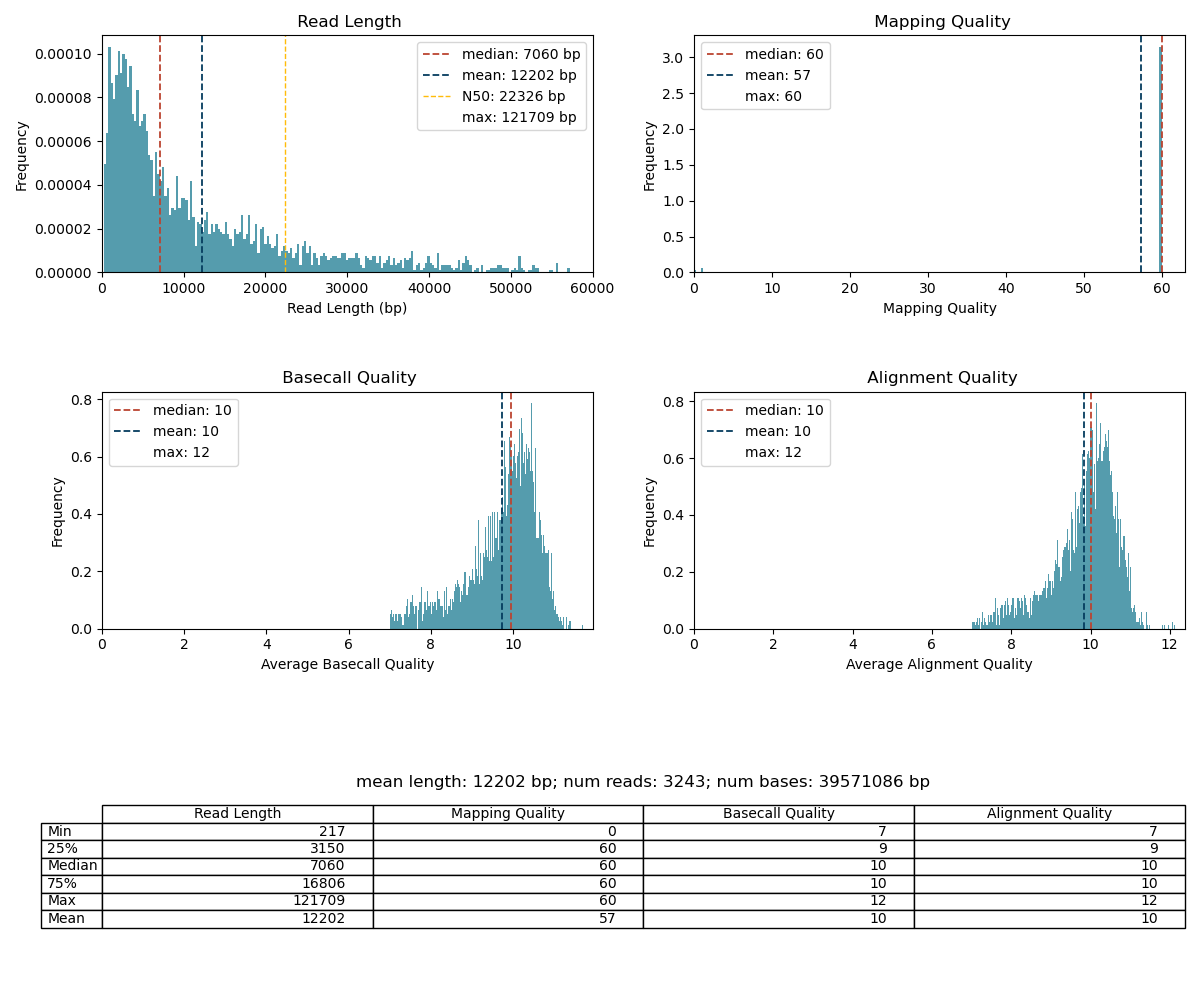 Read Length
Frequency
0.00010
0.00008
0.00006
0.00004
0.00002
0.00000
median: 7060 bp
mean: 12202 bp
N50: 22326 bp
max: 121709 bp
0 10000 20000 30000 40000 50000 60000
Read Length (bp)
Mapping Quality
Frequency
3.0
2.5
2.0
1.5
1.0
0.5
0.0
median: 60
mean: 57
max: 60
0 10 20 30 40 50 60
Mapping Quality
Basecall Quality
Frequency
0.8
0.6
0.4
0.2
0.0
median: 10
mean: 10
max: 12
0 2 4 6 8 10
Average Basecall Quality
Alignment Quality
Frequency
0.8
0.6
0.4
0.2
0.0
median: 10
mean: 10
max: 12
0 2 4 6 8 10 12
Average Alignment Quality
mean length: 12202 bp; num reads: 3243; num bases: 39571086 bp
Read Length Mapping Quality Basecall Quality Alignment Quality
Min 217 0 7 7
25% 3150 60 9 9
Median 7060 60 10 10
75% 16806 60 10 10
Max 121709 60 12 12
Mean 12202 57 10 10